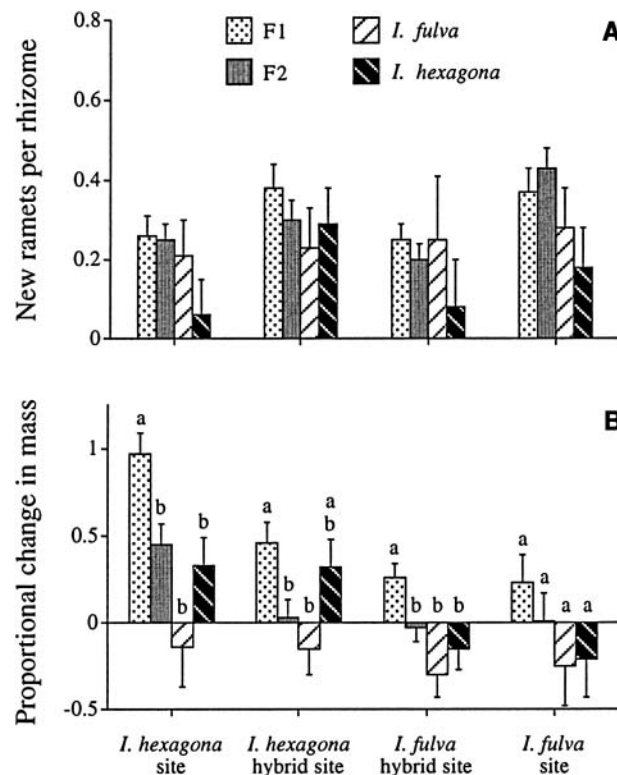 New ramets per rhizome
0.8
0.6
0.4
0.2
0
F1
F2
I. fulva
I. hexagona
A
Proportional change in mass
1
0.5
0
-0.5
B
a b b b
a b b a b
a b b b
a a a a
I. hexagona site
I. hexagona hybrid site
I. fulva hybrid site
I. fulva site